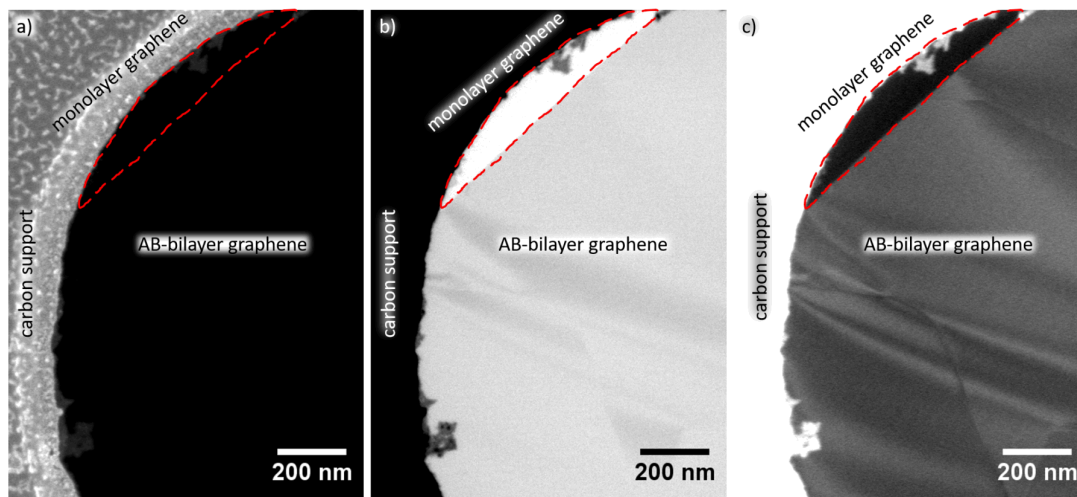 a)
monolayer graphene
carbon support
AB-bilayer graphene
200 nm
b)
monolayer graphene
carbon support
AB-bilayer graphene
200 nm
c)
monolayer graphene
carbon support
AB-bilayer graphene
200 nm